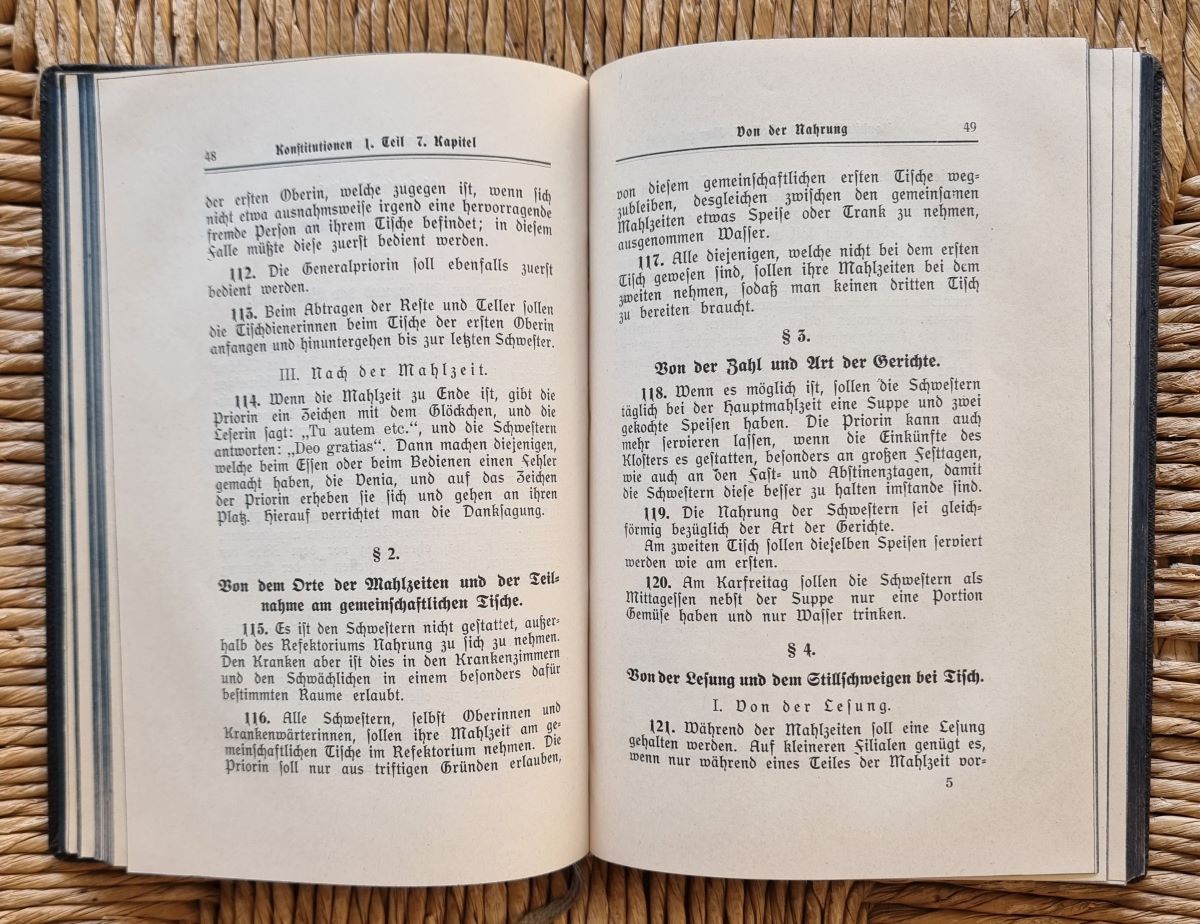 48 Konstitutionen 1. Teil 7. Kapitel
der ersten Oberin, welche zugegen ist, wenn sich
nicht etwa ausnahmsweise irgend eine hervorragende
fremde Person an ihrem Tische befindet; in diesem
Falle müßte diese zuerst bedient werden.
112. Die Generalpriorin soll ebenfalls zuerst
bedient werden.
113. Beim Abtragen der Reste und Teller sollen
die Tischdienerinnen beim Tische der ersten Oberin
anfangen und hinuntergehen bis zur letzten Schwester.
III. Nach der Mahlzeit.
114. Wenn die Mahlzeit zu Ende ist, gibt die
Priorin ein Zeichen mit dem Glöckchen, und die
Leserin sagt: „Tu autem etc.“, und die Schwestern
antworten: „Deo gratias“. Dann machen diejenigen,
welche beim Essen oder beim Bedienen einen Fehler
gemacht haben, die Venia, und auf das Zeichen
der Priorin erheben sie sich und gehen an ihren
Platz. Hierauf verrichtet man die Danksagung.
§ 2.
Von dem Orte der Mahlzeiten und der Teil-
nahme am gemeinschaftlichen Tische.
115. Es ist den Schwestern nicht gestattet, außer-
halb des Refektoriums Nahrung zu sich zu nehmen.
Den Kranken aber ist dies in den Krankenzimmern
und den Schwächlichen in einem besonders dafür
bestimmten Raume erlaubt.
116. Alle Schwestern, selbst Oberinnen und
Krankenwärterinnen, sollen ihre Mahlzeit am ge-
meinschaftlichen Tische im Refektorium nehmen. Die
Priorin soll nur aus triftigen Gründen erlauben,
Von der Nahrung 49
von diesem gemeinschaftlichen ersten Tische weg-
zubleiben, desgleichen zwischen den gemeinsamen
Mahlzeiten etwas Speise oder Trank zu nehmen,
ausgenommen Wasser.
117. Alle diejenigen, welche nicht bei dem ersten
Tisch gewesen sind, sollen ihre Mahlzeiten bei dem
zweiten nehmen, sodaß man keinen dritten Tisch
zu bereiten braucht.
§ 3.
Von der Zahl und Art der Gerichte.
118. Wenn es möglich ist, sollen die Schwestern
täglich bei der Hauptmahlzeit eine Suppe und zwei
gekochte Speisen haben. Die Priorin kann auch
mehr servieren lassen, wenn die Einkünfte des
Klosters es gestatten, besonders an großen Festtagen,
wie auch an den Fast- und Abstinenztagen, damit
die Schwestern diese besser zu halten imstande sind.
119. Die Nahrung der Schwestern sei gleich-
förmig bezüglich der Art der Gerichte.
Am zweiten Tisch sollen dieselben Speisen serviert
werden wie am ersten.
120. Am Karfreitag sollen die Schwestern als
Mittagessen nebst der Suppe nur eine Portion
Gemüse haben und nur Wasser trinken.
§ 4.
Von der Lesung und dem Stillschweigen bei Tisch.
I. Von der Lesung.
121. Während der Mahlzeiten soll eine Lesung
gehalten werden. Auf kleineren Filialen genügt es,
wenn nur während eines Teiles der Mahlzeit vor-
5